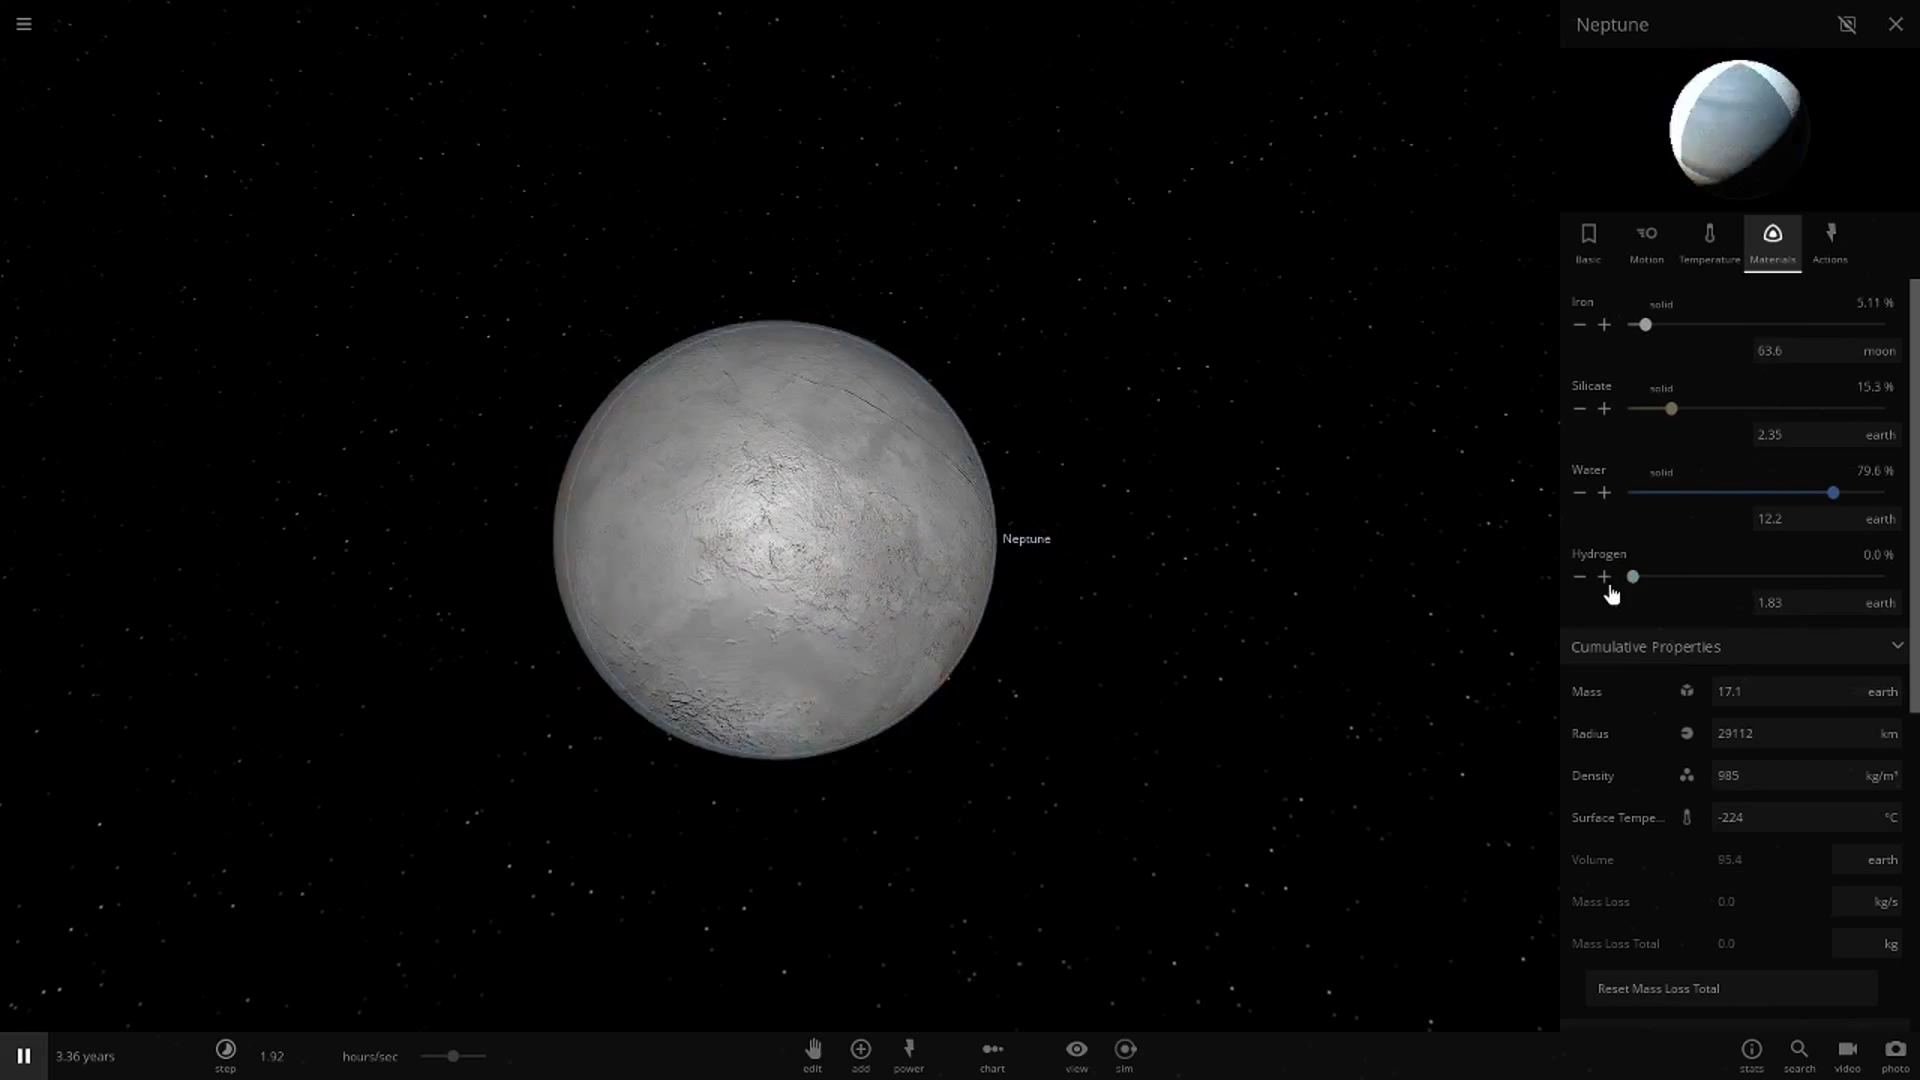 Neptune
Basic
Motion
Temperature
Materials
Actions
Iron solid 5.11 %
63.6 moon
Silicate solid 15.3 %
2.35 earth
Water solid 79.6 %
12.2 earth
Neptune
Hydrogen 0.0 %
1.83 earth
Cumulative Properties
Mass 17.1 earth
Radius 29112 km
Density 985 kg/m³
Surface Tempe... -224 °C
Volume 95.4 earth
Mass Loss 0.0 kg/s
Mass Loss Total 0.0 kg
Reset Mass Loss Total
3.36 years
step
1.92 hours/sec
edit
add
power
chart
view
sim
stats
search
video
photo